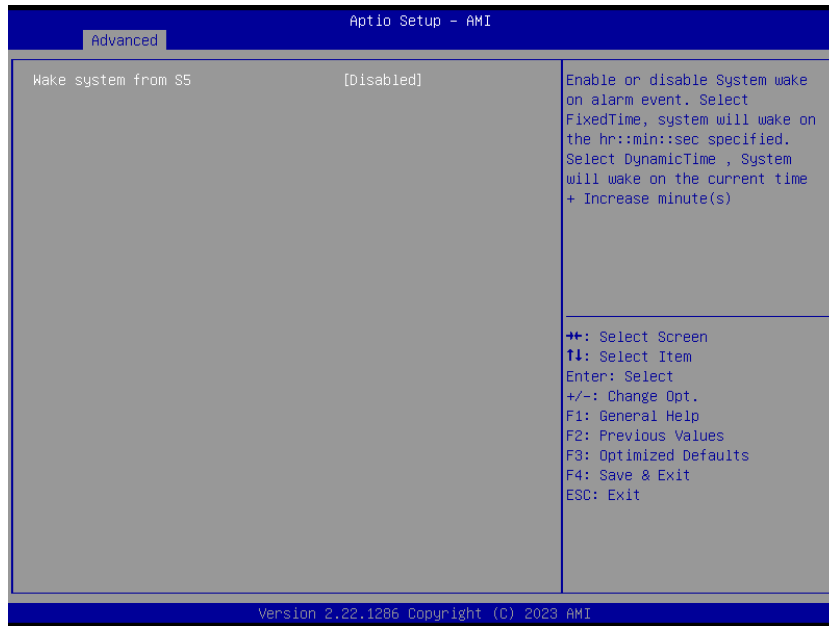 Aptio Setup – AMI
Advanced
Wake system from S5 [Disabled]
Enable or disable System wake
on alarm event. Select
FixedTime, system will wake on
the hr::min::sec specified.
Select DynamicTime , System
will wake on the current time
+ Increase minute(s)
→←: Select Screen
↑↓: Select Item
Enter: Select
+/-: Change Opt.
F1: General Help
F2: Previous Values
F3: Optimized Defaults
F4: Save & Exit
ESC: Exit
Version 2.22.1286 Copyright (C) 2023 AMI